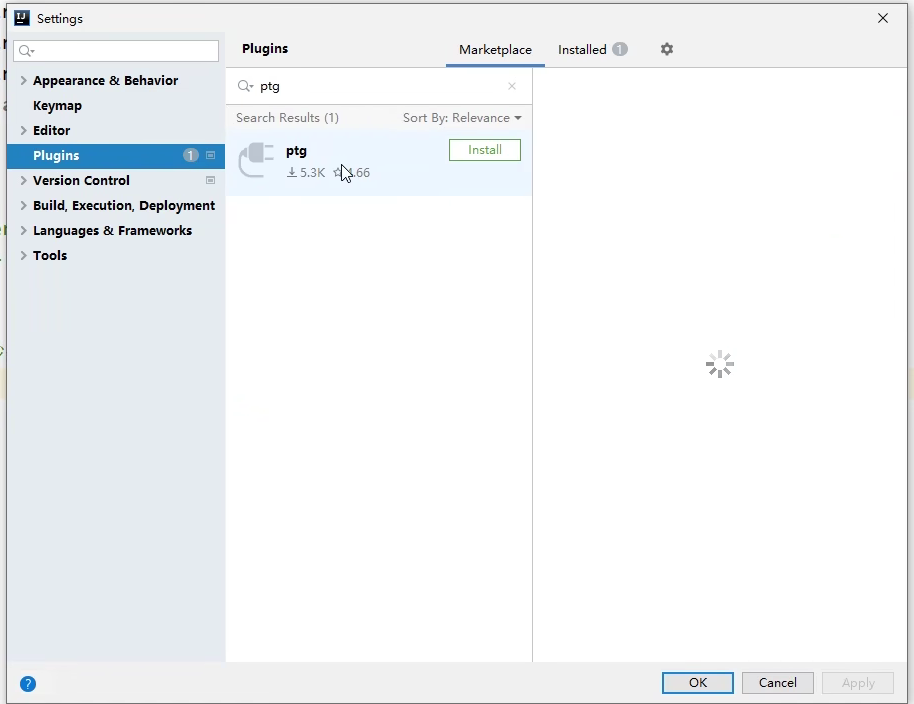 Settings
Plugins
Marketplace
Installed 1
Appearance & Behavior
Keymap
Editor
Plugins 1
Version Control
Build, Execution, Deployment
Languages & Frameworks
Tools
ptg
Search Results (1)
Sort By: Relevance
ptg
Install
5.3K
.66
?
OK
Cancel
Apply